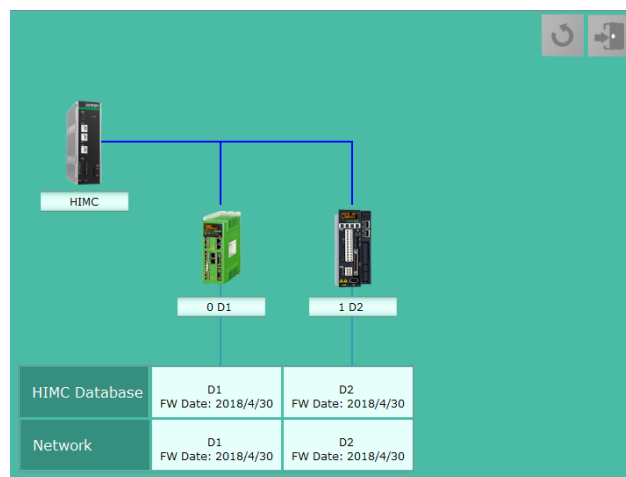 HIMC
0 D1
1 D2
HIMC Database
D1
FW Date: 2018/4/30
D2
FW Date: 2018/4/30
Network
D1
FW Date: 2018/4/30
D2
FW Date: 2018/4/30